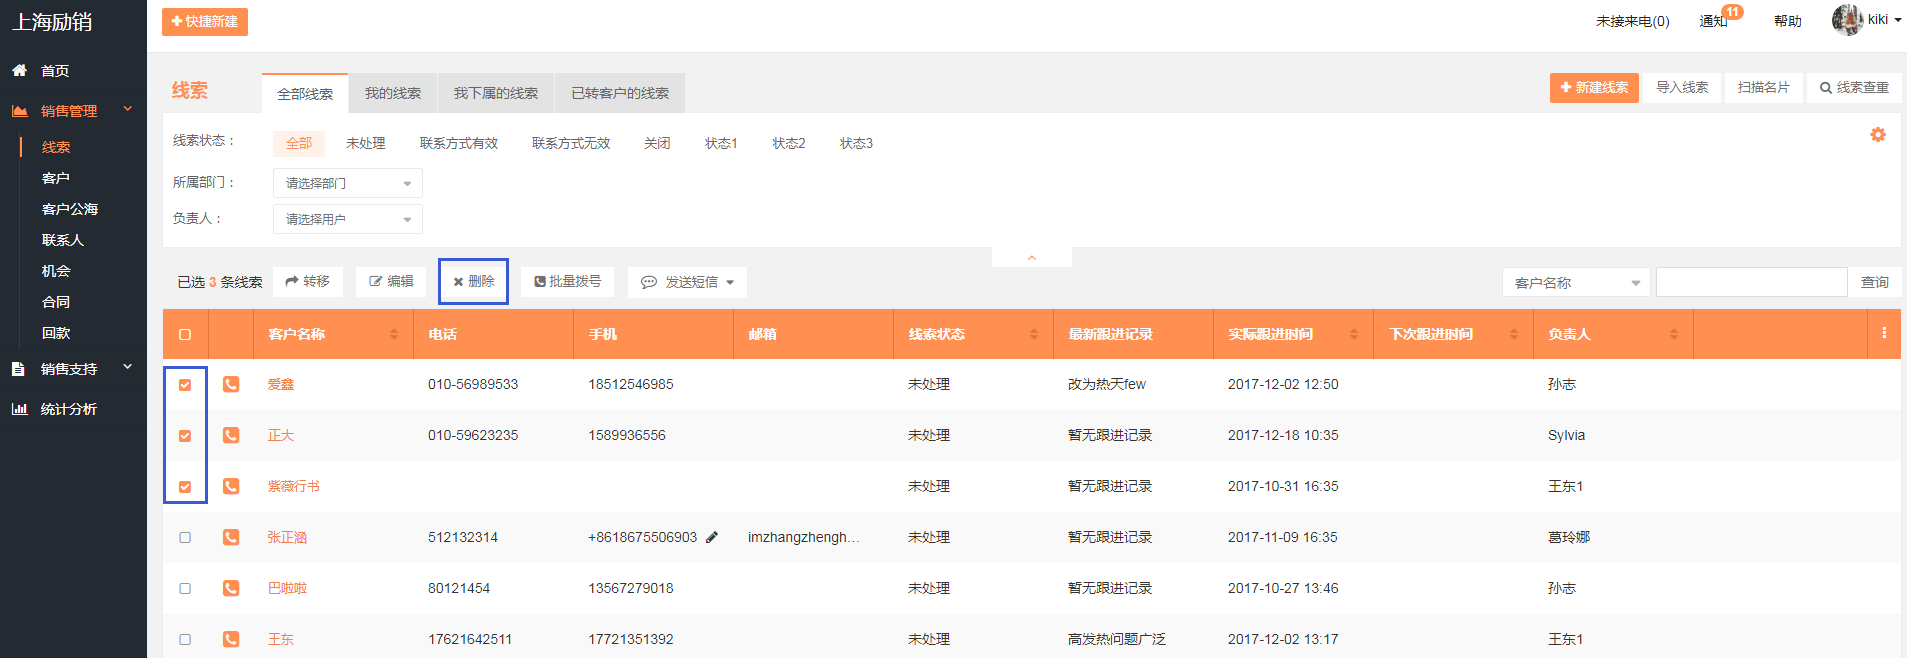 上海励销
快捷新建
未接来电(0) 通知 11 帮助 kiki
首页
销售管理
线索
客户
客户公海
联系人
机会
合同
回款
销售支持
统计分析
线索 全部线索 我的线索 我下属的线索 已转客户的线索 新建线索 导入线索 扫描名片 线索查重
线索状态： 全部 未处理 联系方式有效 联系方式无效 关闭 状态1 状态2 状态3
所属部门： 请选择部门
负责人： 请选择用户
已选 3 条线索 转移 编辑 删除 批量拨号 发送短信 客户名称 查询
客户名称 电话 手机 邮箱 线索状态 最新跟进记录 实际跟进时间 下次跟进时间 负责人
爱鑫 010-56989533 18512546985 未处理 改为热天few 2017-12-02 12:50 孙志
正大 010-59623235 1589936556 未处理 暂无跟进记录 2017-12-18 10:35 Sylvia
紫薇行书 未处理 暂无跟进记录 2017-10-31 16:35 王东1
张正涵 512132314 +8618675506903 imzhangzhengh... 未处理 暂无跟进记录 2017-11-09 16:35 葛玲娜
巴啦啦 80121454 13567279018 未处理 暂无跟进记录 2017-10-27 13:46 孙志
王东 17621642511 17721351392 未处理 高发热问题广泛 2017-12-02 13:17 王东1